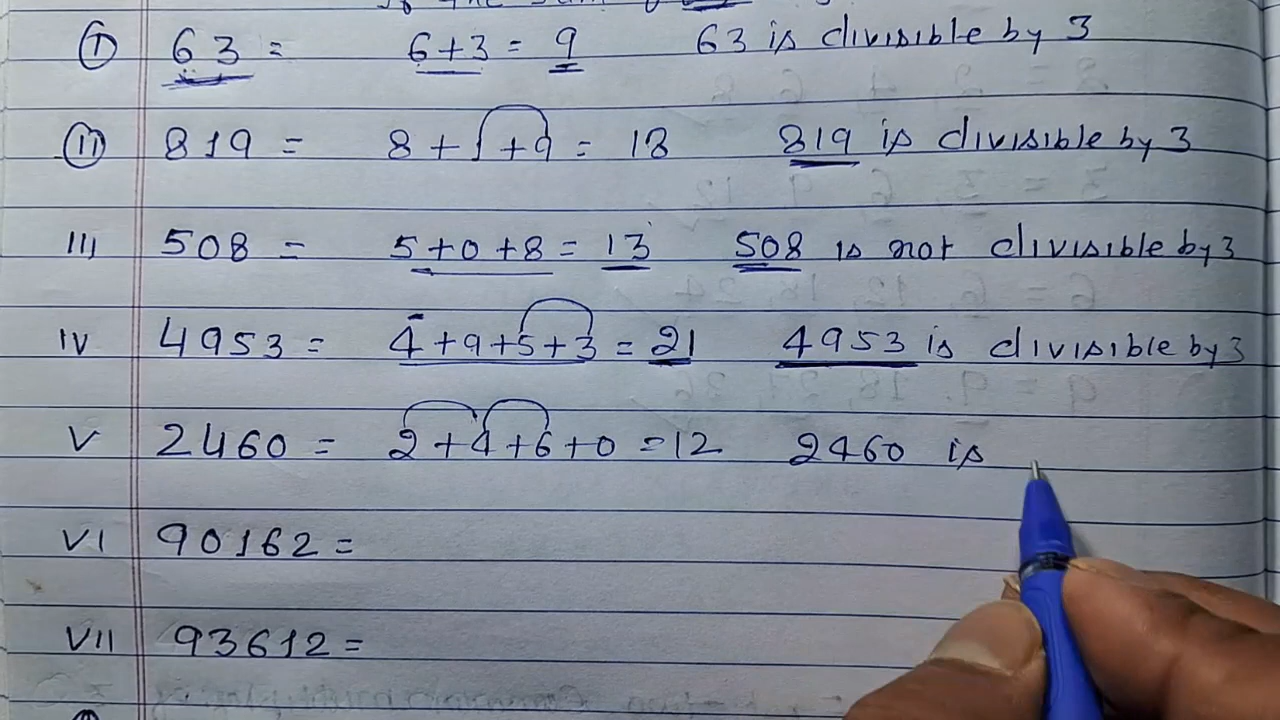 ① 63 = 6+3 = 9 63 is divisible by 3
② 819 = 8+1+9 = 18 819 is divisible by 3
III 508 = 5+0+8 = 13 508 is not divisible by 3
IV 4953 = 4+9+5+3 = 21 4953 is divisible by 3
V 2460 = 2+4+6+0 = 12 2460 is
VI 90162 =
VII 93612 =